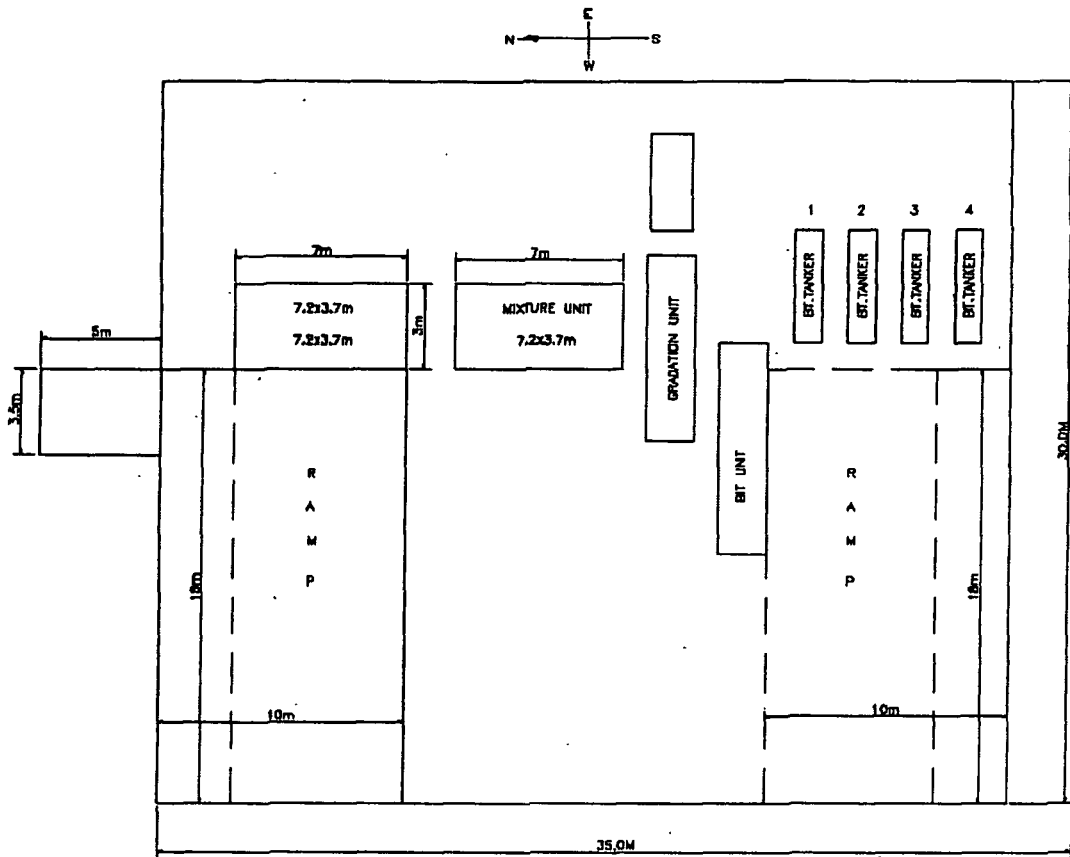 E
N S
W
1 2 3 4
7m
7m
BT.TANKER
BT.TANKER
BT.TANKER
BT.TANKER
7.2x3.7m
7.2x3.7m
3m
MIXTURE UNIT
7.2x3.7m
GRADATION UNIT
5m
3.5m
BIT UNIT
RAMP
RAMP
18m
18m
30.0M
10m
10m
35.0M